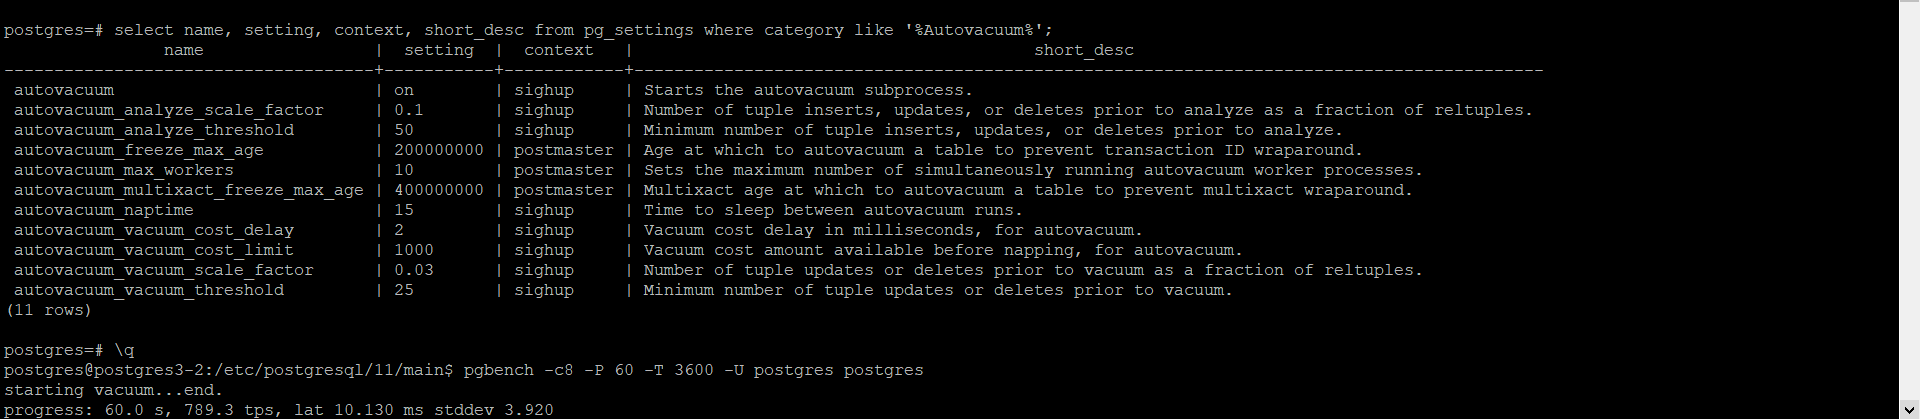 postgres=# select name, setting, context, short_desc from pg_settings where category like '%Autovacuum%';
                name                 |  setting  |  context   |                                        short_desc
-------------------------------------+-----------+------------+-------------------------------------------------------------------------------------------
 autovacuum                          | on        | sighup     | Starts the autovacuum subprocess.
 autovacuum_analyze_scale_factor     | 0.1       | sighup     | Number of tuple inserts, updates, or deletes prior to analyze as a fraction of reltuples.
 autovacuum_analyze_threshold        | 50        | sighup     | Minimum number of tuple inserts, updates, or deletes prior to analyze.
 autovacuum_freeze_max_age           | 200000000 | postmaster | Age at which to autovacuum a table to prevent transaction ID wraparound.
 autovacuum_max_workers              | 10        | postmaster | Sets the maximum number of simultaneously running autovacuum worker processes.
 autovacuum_multixact_freeze_max_age | 400000000 | postmaster | Multixact age at which to autovacuum a table to prevent multixact wraparound.
 autovacuum_naptime                  | 15        | sighup     | Time to sleep between autovacuum runs.
 autovacuum_vacuum_cost_delay        | 2         | sighup     | Vacuum cost delay in milliseconds, for autovacuum.
 autovacuum_vacuum_cost_limit        | 1000      | sighup     | Vacuum cost amount available before napping, for autovacuum.
 autovacuum_vacuum_scale_factor      | 0.03      | sighup     | Number of tuple updates or deletes prior to vacuum as a fraction of reltuples.
 autovacuum_vacuum_threshold         | 25        | sighup     | Minimum number of tuple updates or deletes prior to vacuum.
(11 rows)

postgres=# \q
postgres@postgres3-2:/etc/postgresql/11/main$ pgbench -c8 -P 60 -T 3600 -U postgres postgres
starting vacuum...end.
progress: 60.0 s, 789.3 tps, lat 10.130 ms stddev 3.920